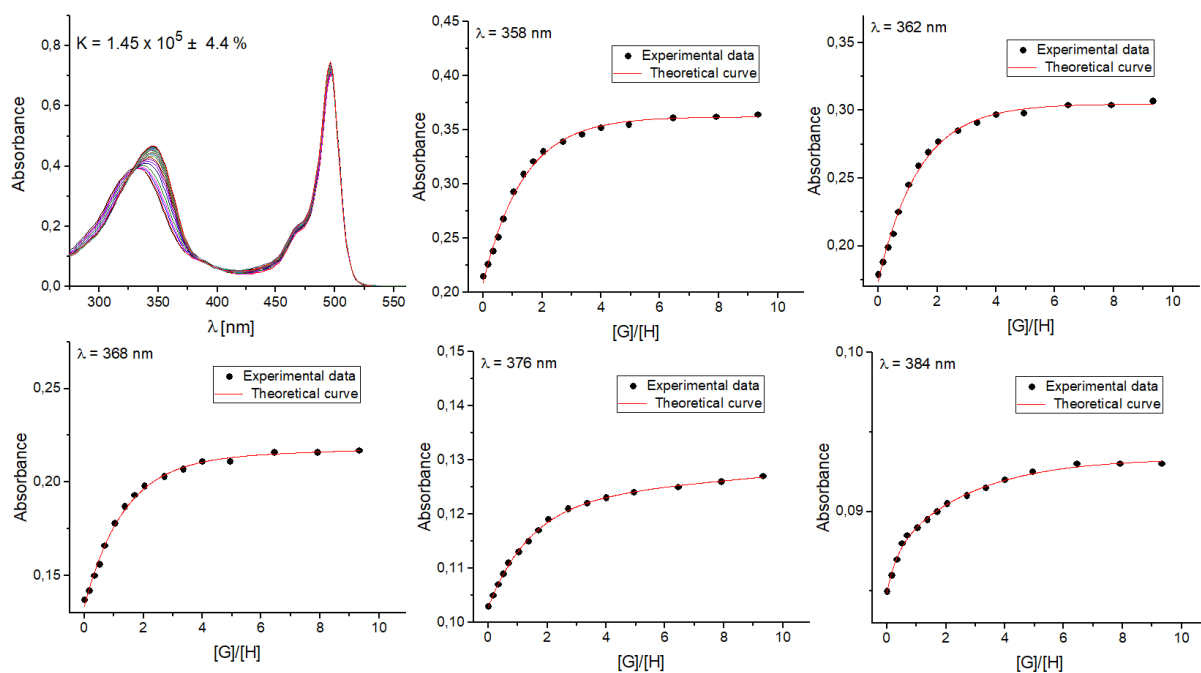 K = 1.45 x 10⁵ ± 4.4 %
0,8
0,6
0,4
0,2
0,0
Absorbance
300 350 400 450 500 550
λ [nm]
λ = 358 nm
Experimental data
Theoretical curve
0,45
0,40
0,35
0,30
0,25
0,20
Absorbance
0 2 4 6 8 10
[G]/[H]
λ = 362 nm
Experimental data
Theoretical curve
0,35
0,30
0,25
0,20
Absorbance
0 2 4 6 8 10
[G]/[H]
λ = 368 nm
Experimental data
Theoretical curve
0,25
0,20
0,15
Absorbance
0 2 4 6 8 10
[G]/[H]
λ = 376 nm
Experimental data
Theoretical curve
0,15
0,14
0,13
0,12
0,11
0,10
Absorbance
0 2 4 6 8 10
[G]/[H]
λ = 384 nm
Experimental data
Theoretical curve
0,10
0,09
Absorbance
0 2 4 6 8 10
[G]/[H]